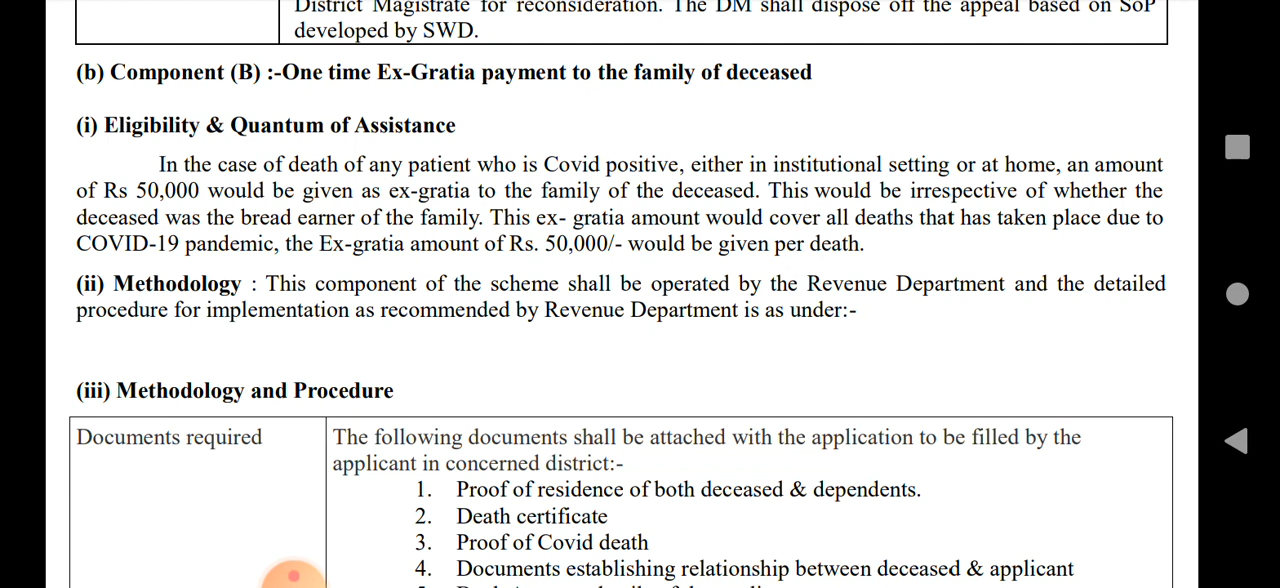 District Magistrate for reconsideration. The DM shall dispose off the appeal based on SoP
developed by SWD.
(b) Component (B) :-One time Ex-Gratia payment to the family of deceased
(i) Eligibility & Quantum of Assistance
In the case of death of any patient who is Covid positive, either in institutional setting or at home, an amount
of Rs 50,000 would be given as ex-gratia to the family of the deceased. This would be irrespective of whether the
deceased was the bread earner of the family. This ex- gratia amount would cover all deaths that has taken place due to
COVID-19 pandemic, the Ex-gratia amount of Rs. 50,000/- would be given per death.
(ii) Methodology : This component of the scheme shall be operated by the Revenue Department and the detailed
procedure for implementation as recommended by Revenue Department is as under:-
(iii) Methodology and Procedure
Documents required
The following documents shall be attached with the application to be filled by the
applicant in concerned district:-
1. Proof of residence of both deceased & dependents.
2. Death certificate
3. Proof of Covid death
4. Documents establishing relationship between deceased & applicant